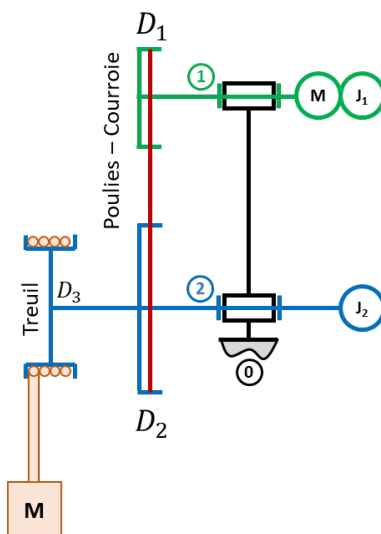 D₁
1
M
J₁
Poulies – Courroie
Treuil
D₃
2
J₂
0
D₂
M